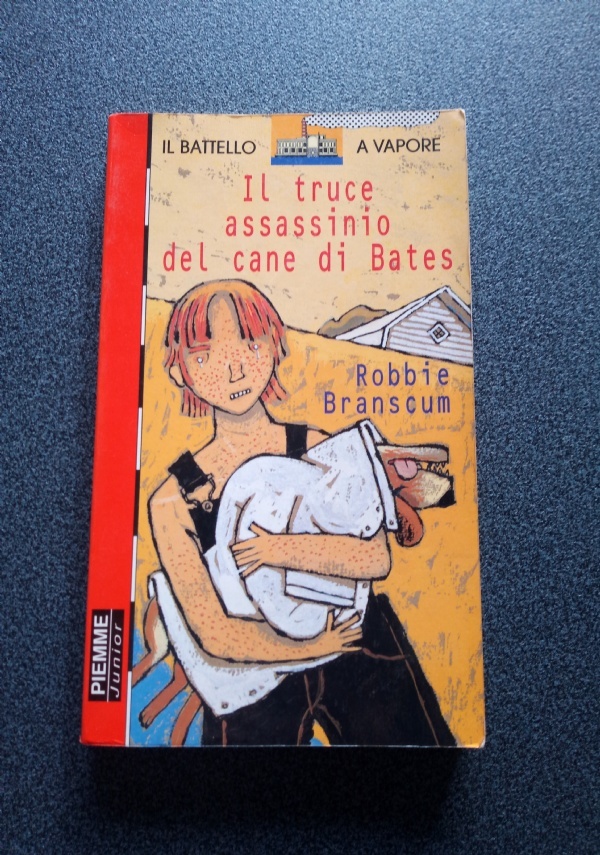 IL BATTELLO A VAPORE
Il truce
assassinio
del cane di Bates
Robbie
Branscum
PIEMME
Junior